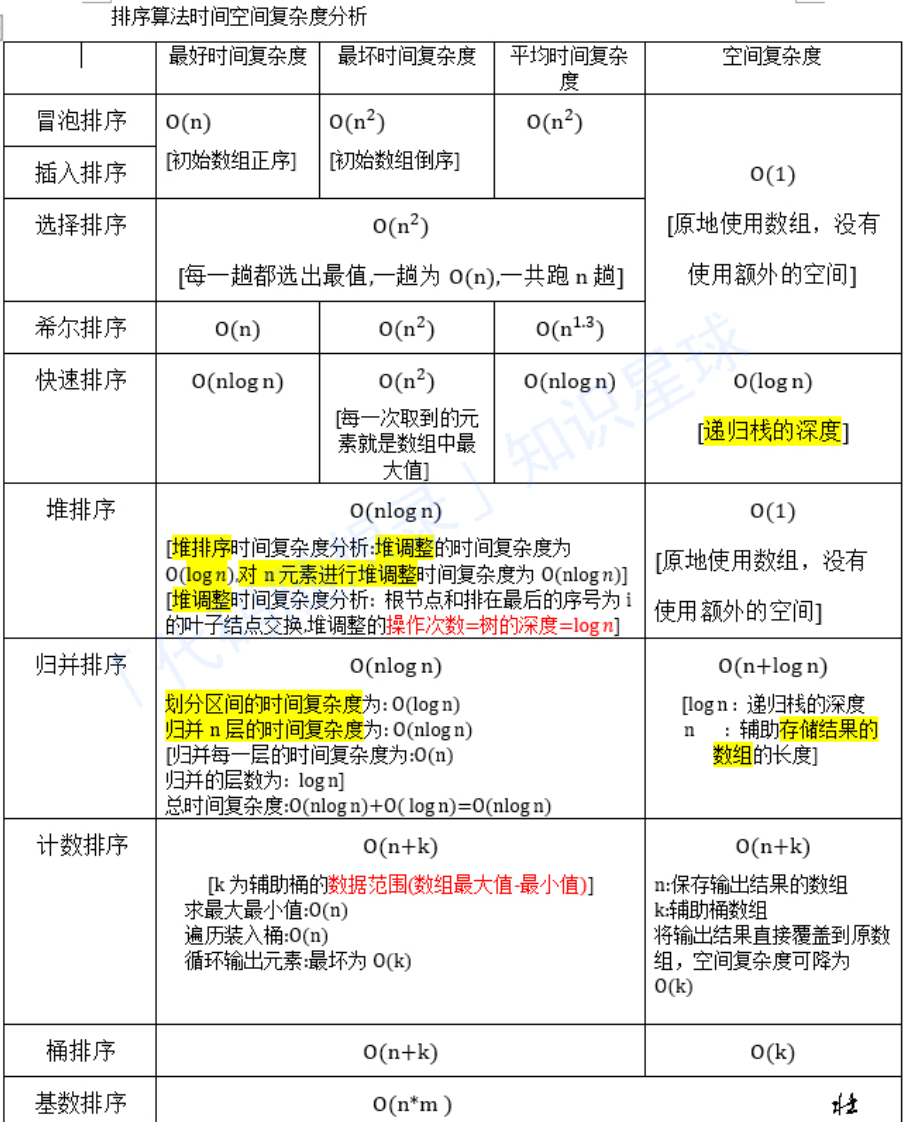 排序算法时间空间复杂度分析
最好时间复杂度 最坏时间复杂度 平均时间复杂度 空间复杂度
冒泡排序
插入排序
O(n)
[初始数组正序]
O(n²)
[初始数组倒序]
O(n²)
O(1)
[原地使用数组，没有
使用额外的空间]
选择排序
O(n²)
[每一趟都选出最值,一趟为 O(n),一共跑 n 趟]
希尔排序 O(n) O(n²) O(n¹·³)
快速排序 O(nlog n)
O(n²)
[每一次取到的元
素就是数组中最
大值]
O(nlog n)
O(log n)
[递归栈的深度]
堆排序
O(nlog n)
[堆排序时间复杂度分析:堆调整的时间复杂度为
O(log n),对 n 元素进行堆调整时间复杂度为 O(nlog n)]
[堆调整时间复杂度分析：根节点和排在最后的序号为 i
的叶子结点交换,堆调整的操作次数=树的深度=log n]
O(1)
[原地使用数组，没有
使用额外的空间]
归并排序
O(nlog n)
划分区间的时间复杂度为: O(log n)
归并 n 层的时间复杂度为: O(nlog n)
[归并每一层的时间复杂度为:O(n)
归并的层数为：log n]
总时间复杂度:O(nlog n)+O( log n)=O(nlog n)
O(n+log n)
[log n：递归栈的深度
n ：辅助存储结果的
数组的长度]
计数排序
O(n+k)
[k 为辅助桶的数据范围(数组最大值-最小值)]
求最大最小值:O(n)
遍历装入桶:O(n)
循环输出元素:最坏为 O(k)
O(n+k)
n:保存输出结果的数组
k:辅助桶数组
将输出结果直接覆盖到原数
组，空间复杂度可降为
O(k)
桶排序 O(n+k) O(k)
基数排序 O(n*m )
「代码随想录」知识星球